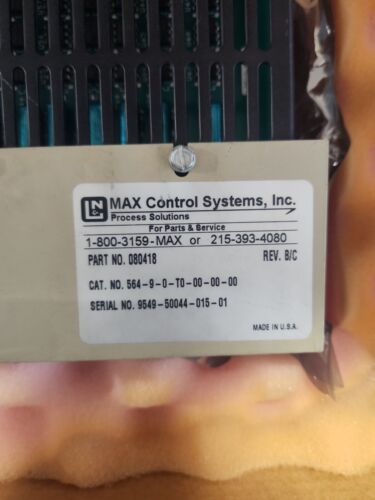 LN MAX Control Systems, Inc.
Process Solutions
For Parts & Service
1-800-3159-MAX or 215-393-4080
PART NO. 080418 REV. B/C
CAT. NO. 564-9-0-T0-00-00-00
SERIAL NO. 9549-50044-015-01
MADE IN U.S.A.